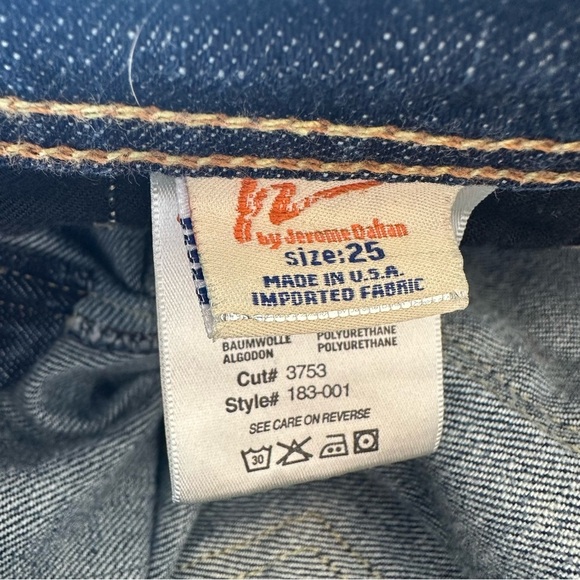 by Jerome Dahan
size: 25
MADE IN U.S.A.
IMPORTED FABRIC
BAUMWOLLE POLYURETHANE
ALGODON POLYURETHANE
Cut# 3753
Style# 183-001
SEE CARE ON REVERSE
30